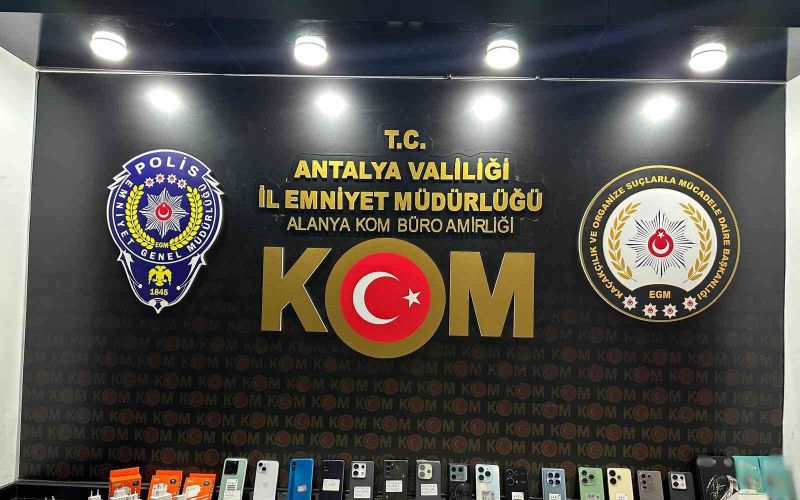 T.C.
ANTALYA VALİLİĞİ
İL EMNİYET MÜDÜRLÜĞÜ
ALANYA KOM BÜRO AMİRLİĞİ
KOM
POLİS
EMNİYET GENEL MÜDÜRLÜĞÜ
EGM
1845
KAÇAKÇILIK VE ORGANİZE SUÇLARLA MÜCADELE DAİRE BAŞKANLIĞI
EGM